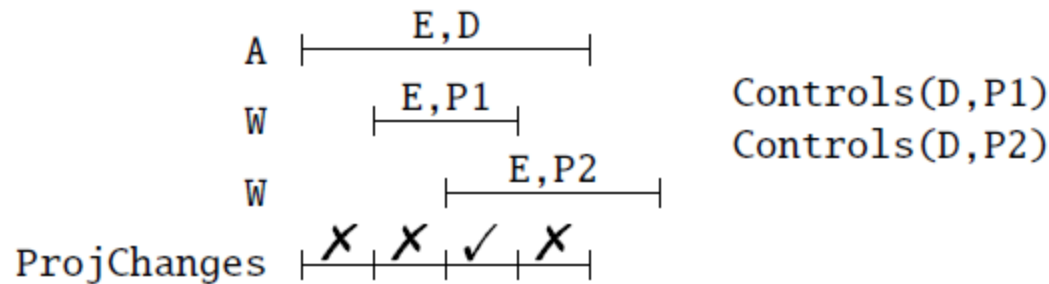 A E,D
W E,P1
W E,P2
Controls(D,P1)
Controls(D,P2)
ProjChanges ✗ ✗ ✓ ✗